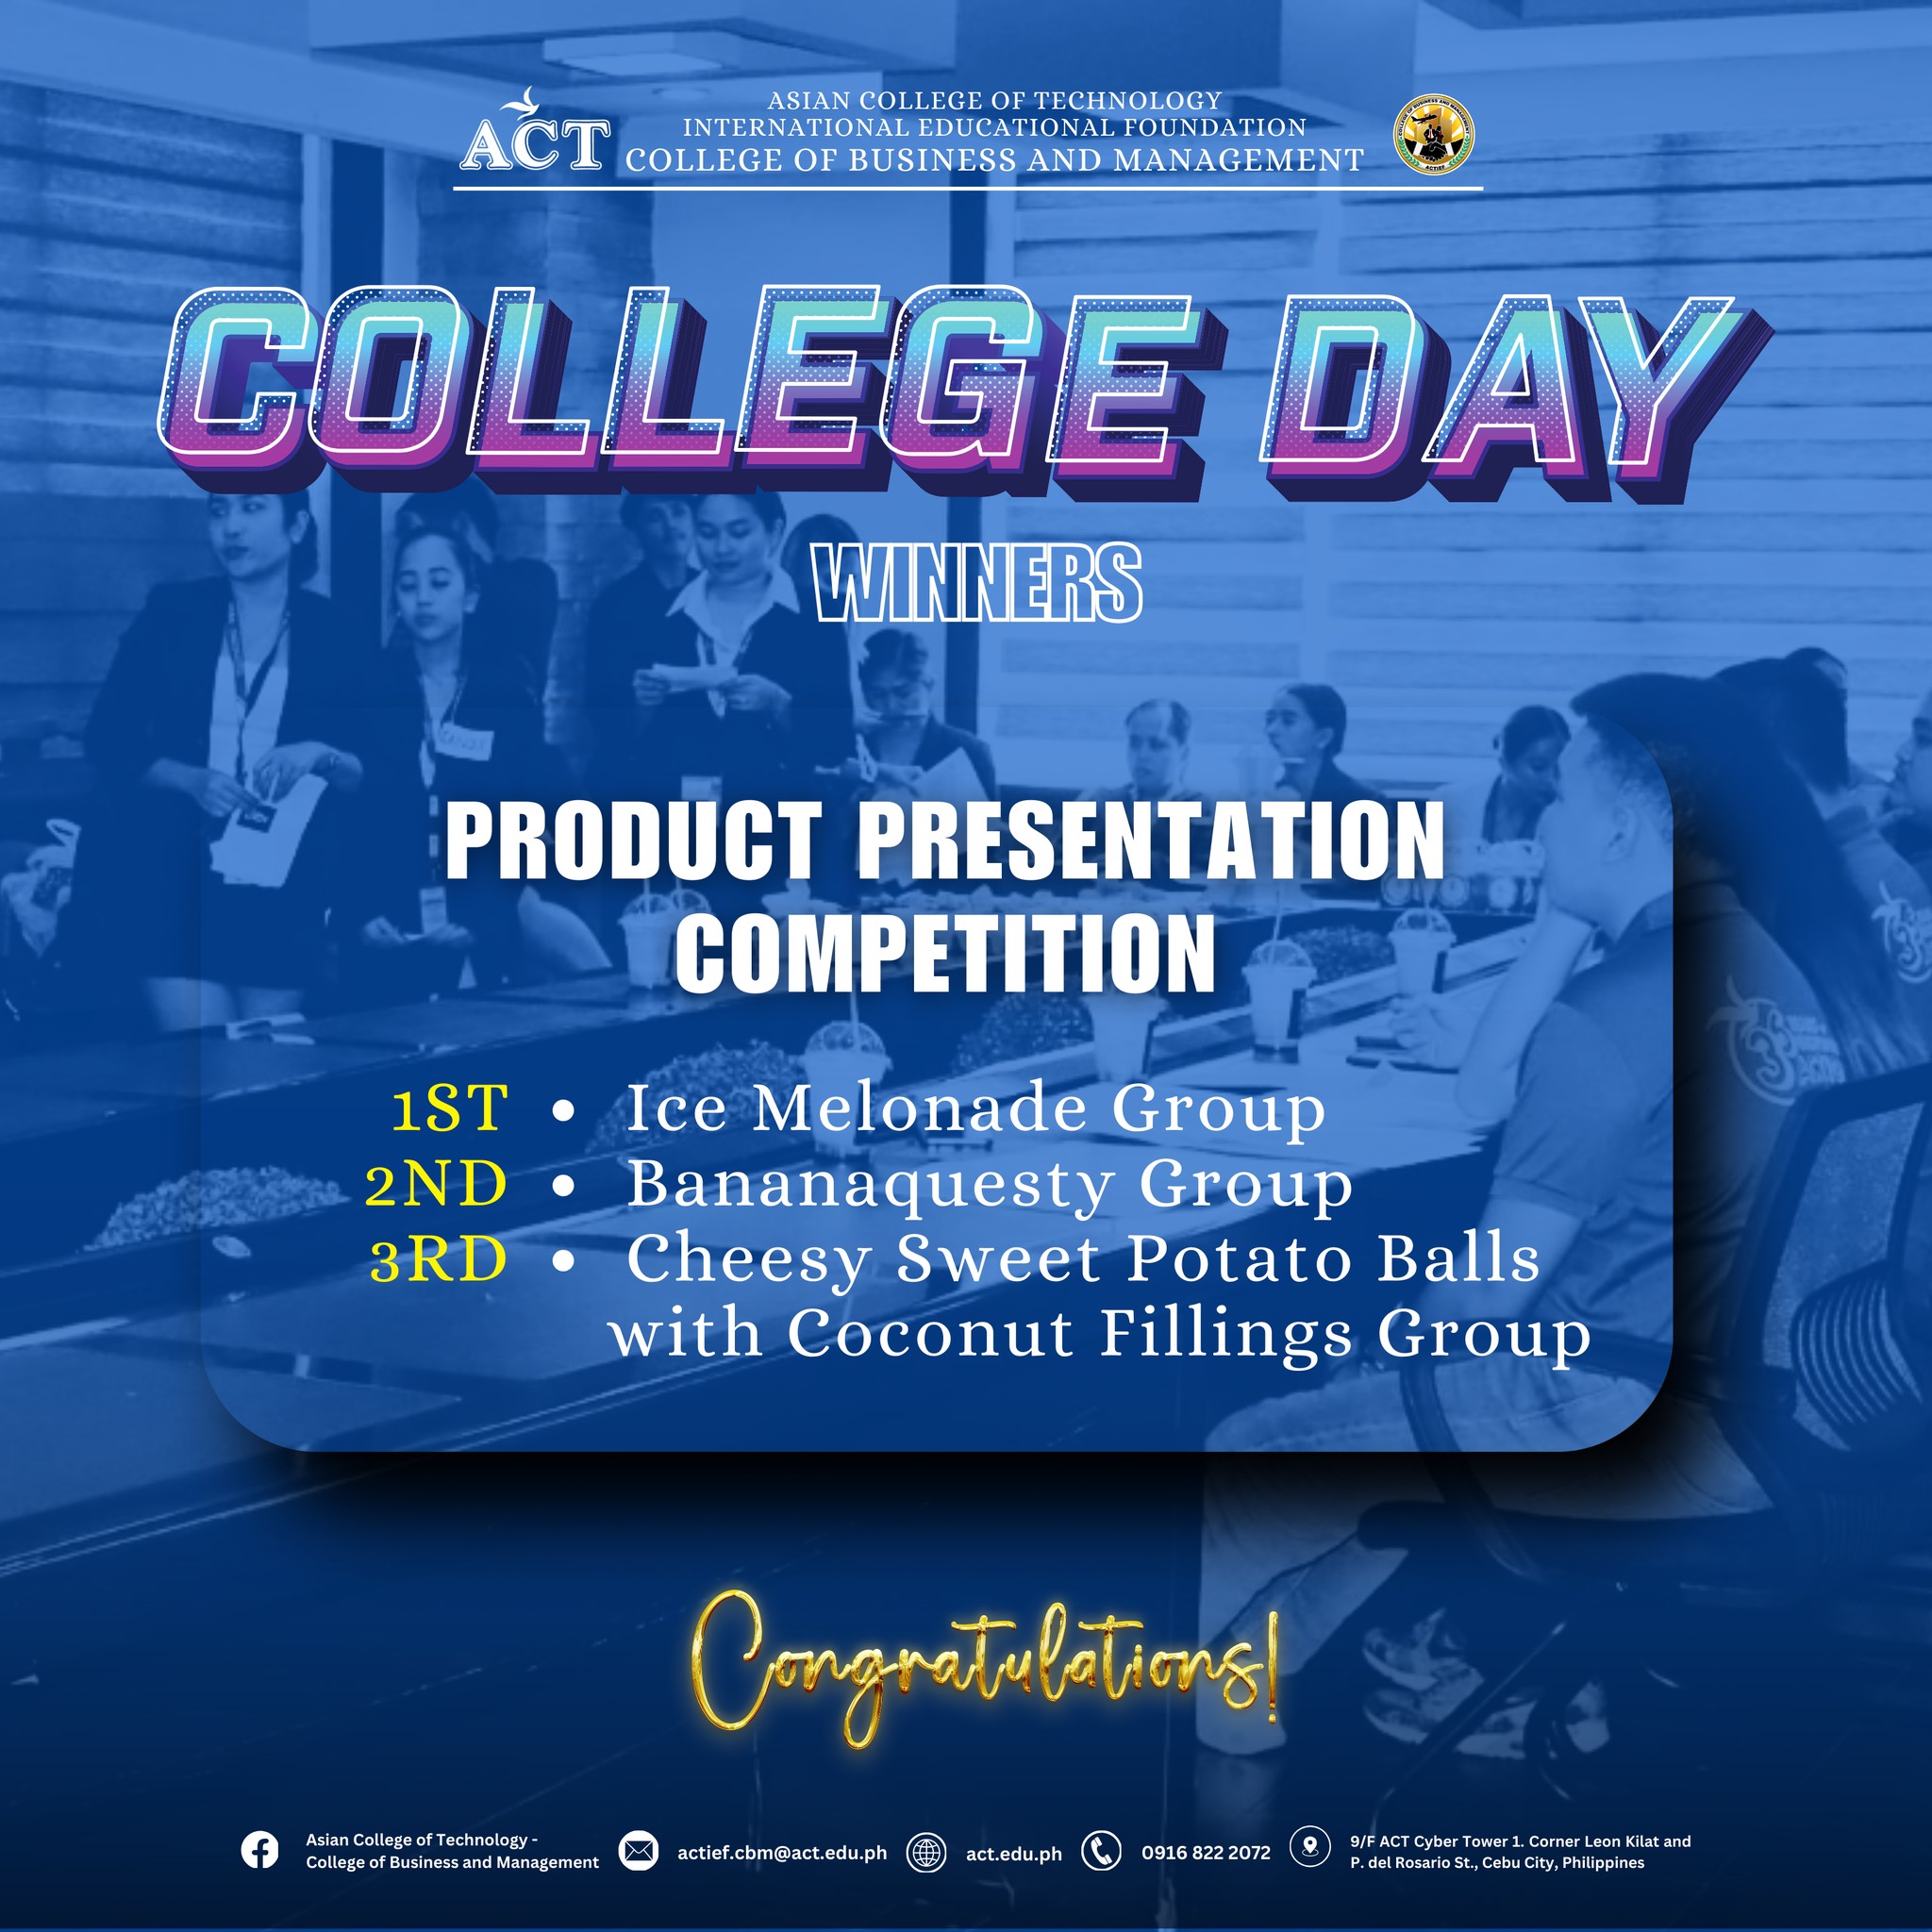 ACT
ASIAN COLLEGE OF TECHNOLOGY
INTERNATIONAL EDUCATIONAL FOUNDATION
COLLEGE OF BUSINESS AND MANAGEMENT
COLLEGE DAY
WINNERS
PRODUCT PRESENTATION
COMPETITION
1ST • Ice Melonade Group
2ND • Bananaquesty Group
3RD • Cheesy Sweet Potato Balls
with Coconut Fillings Group
Congratulations!
Asian College of Technology -
College of Business and Management
actief.cbm@act.edu.ph
act.edu.ph
0916 822 2072
9/F ACT Cyber Tower 1. Corner Leon Kilat and
P. del Rosario St., Cebu City, Philippines